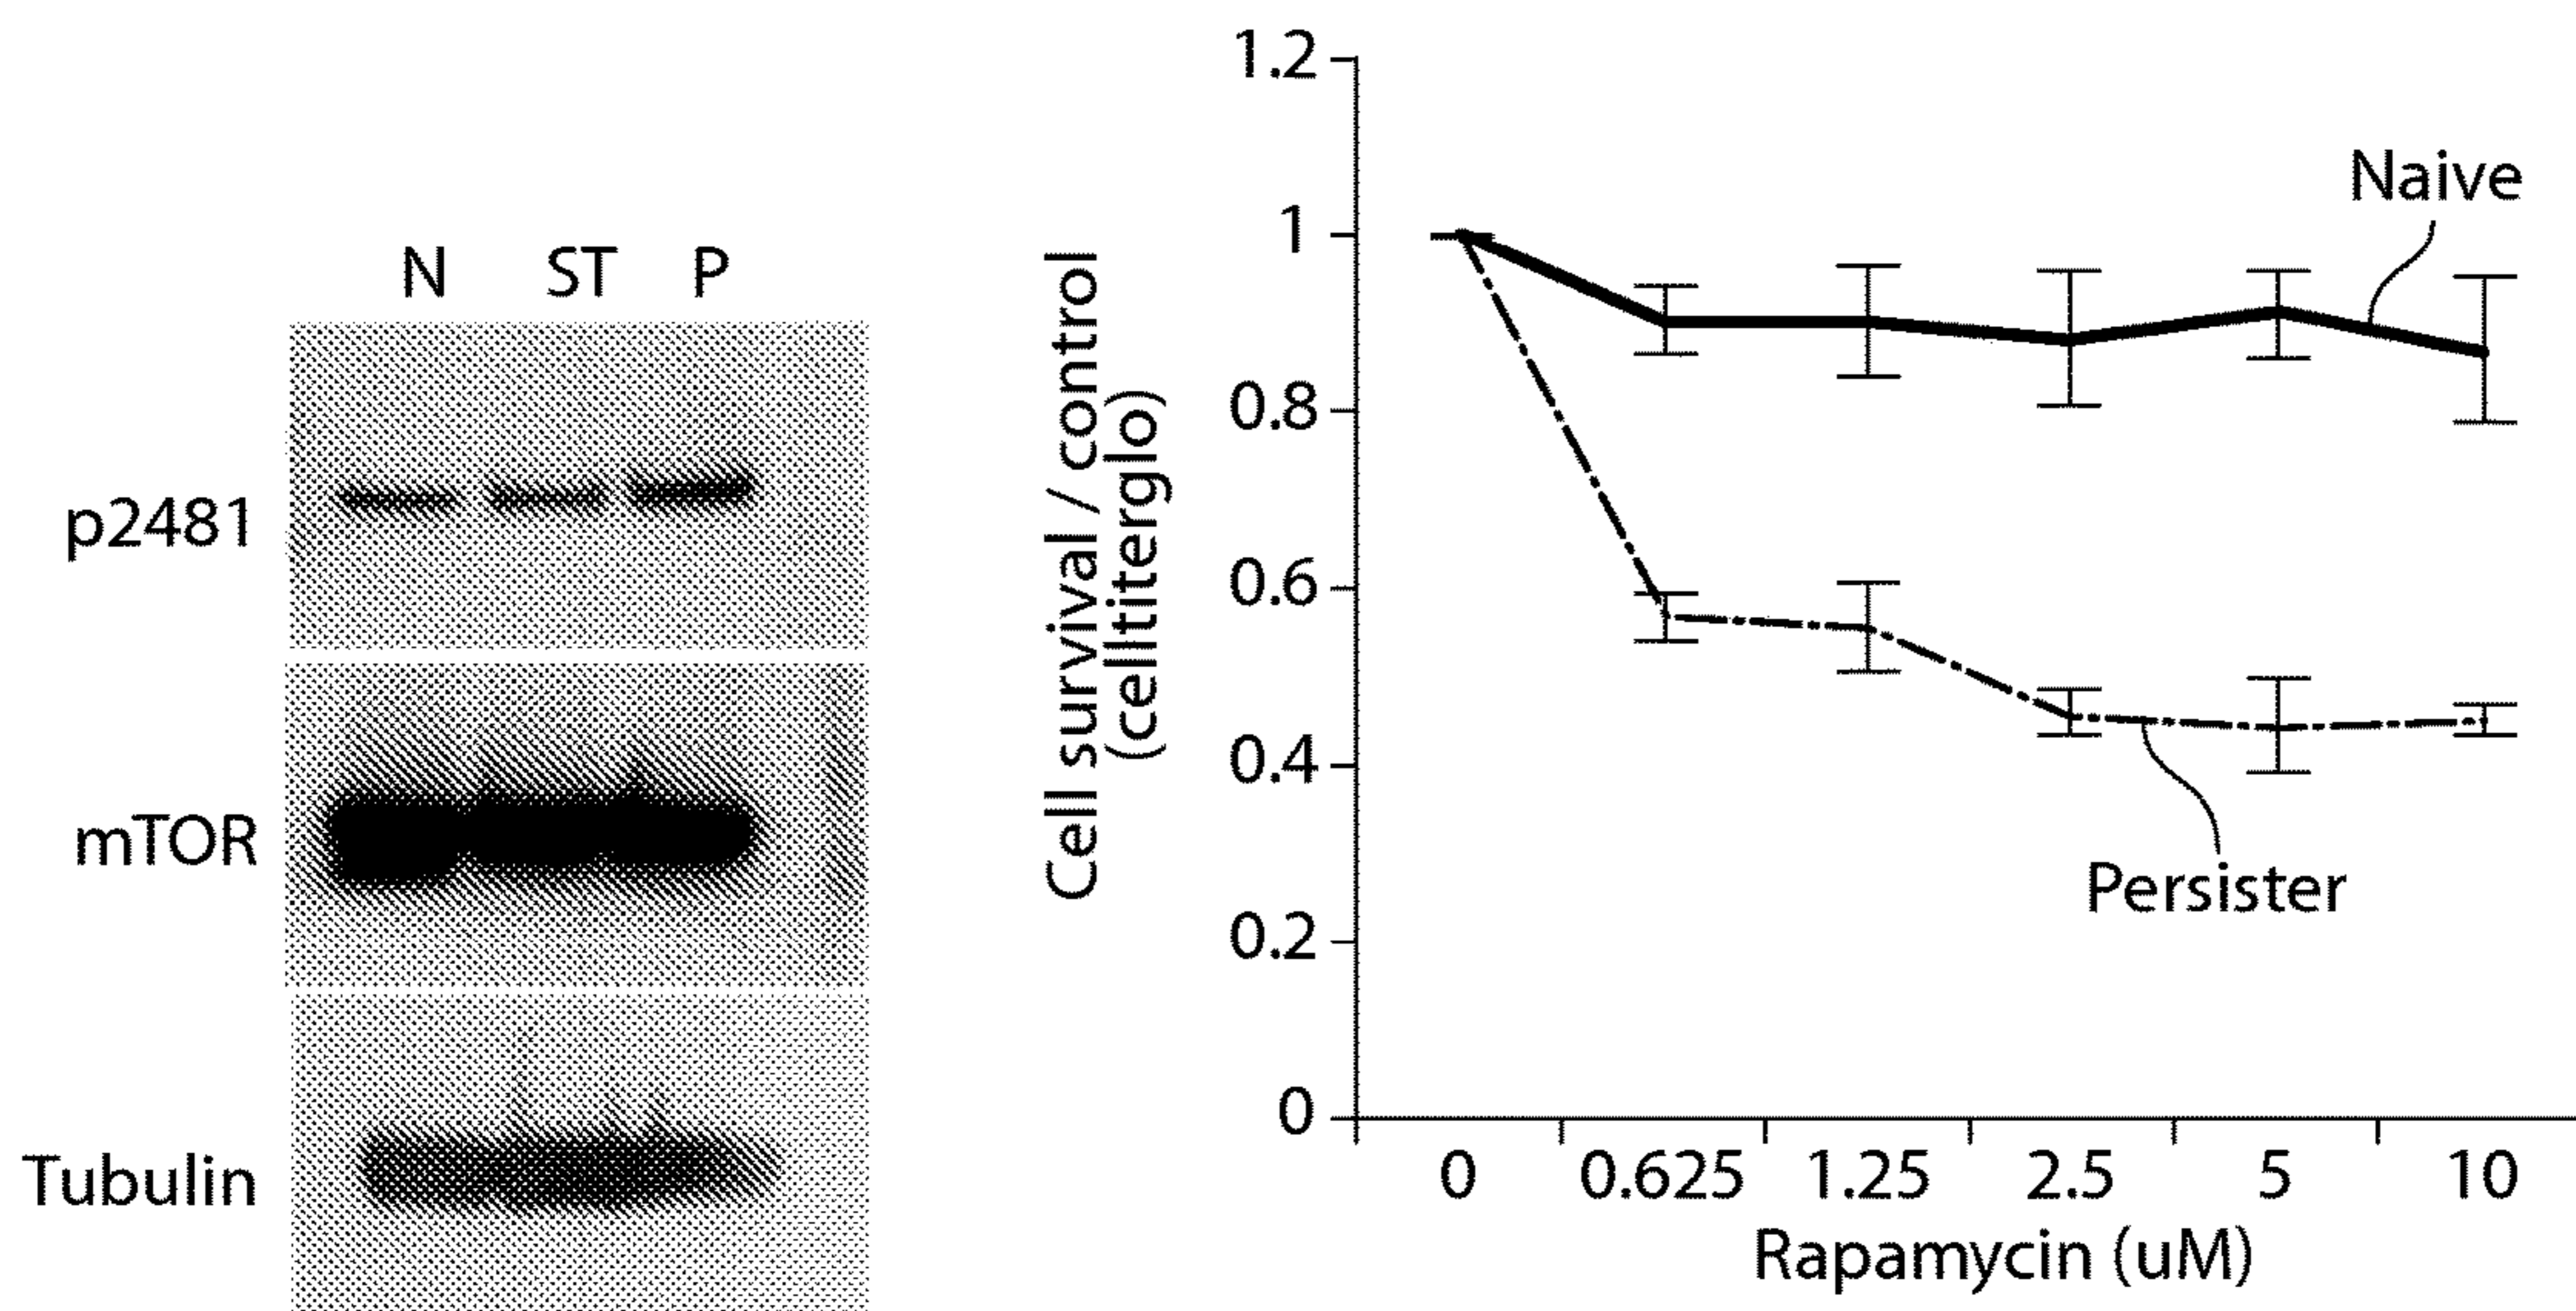 N ST P
p2481
mTOR
Tubulin
Cell survival / control
(celltiterglo)
1.2
1
0.8
0.6
0.4
0.2
0
0 0.625 1.25 2.5 5 10
Rapamycin (uM)
Naive
Persister